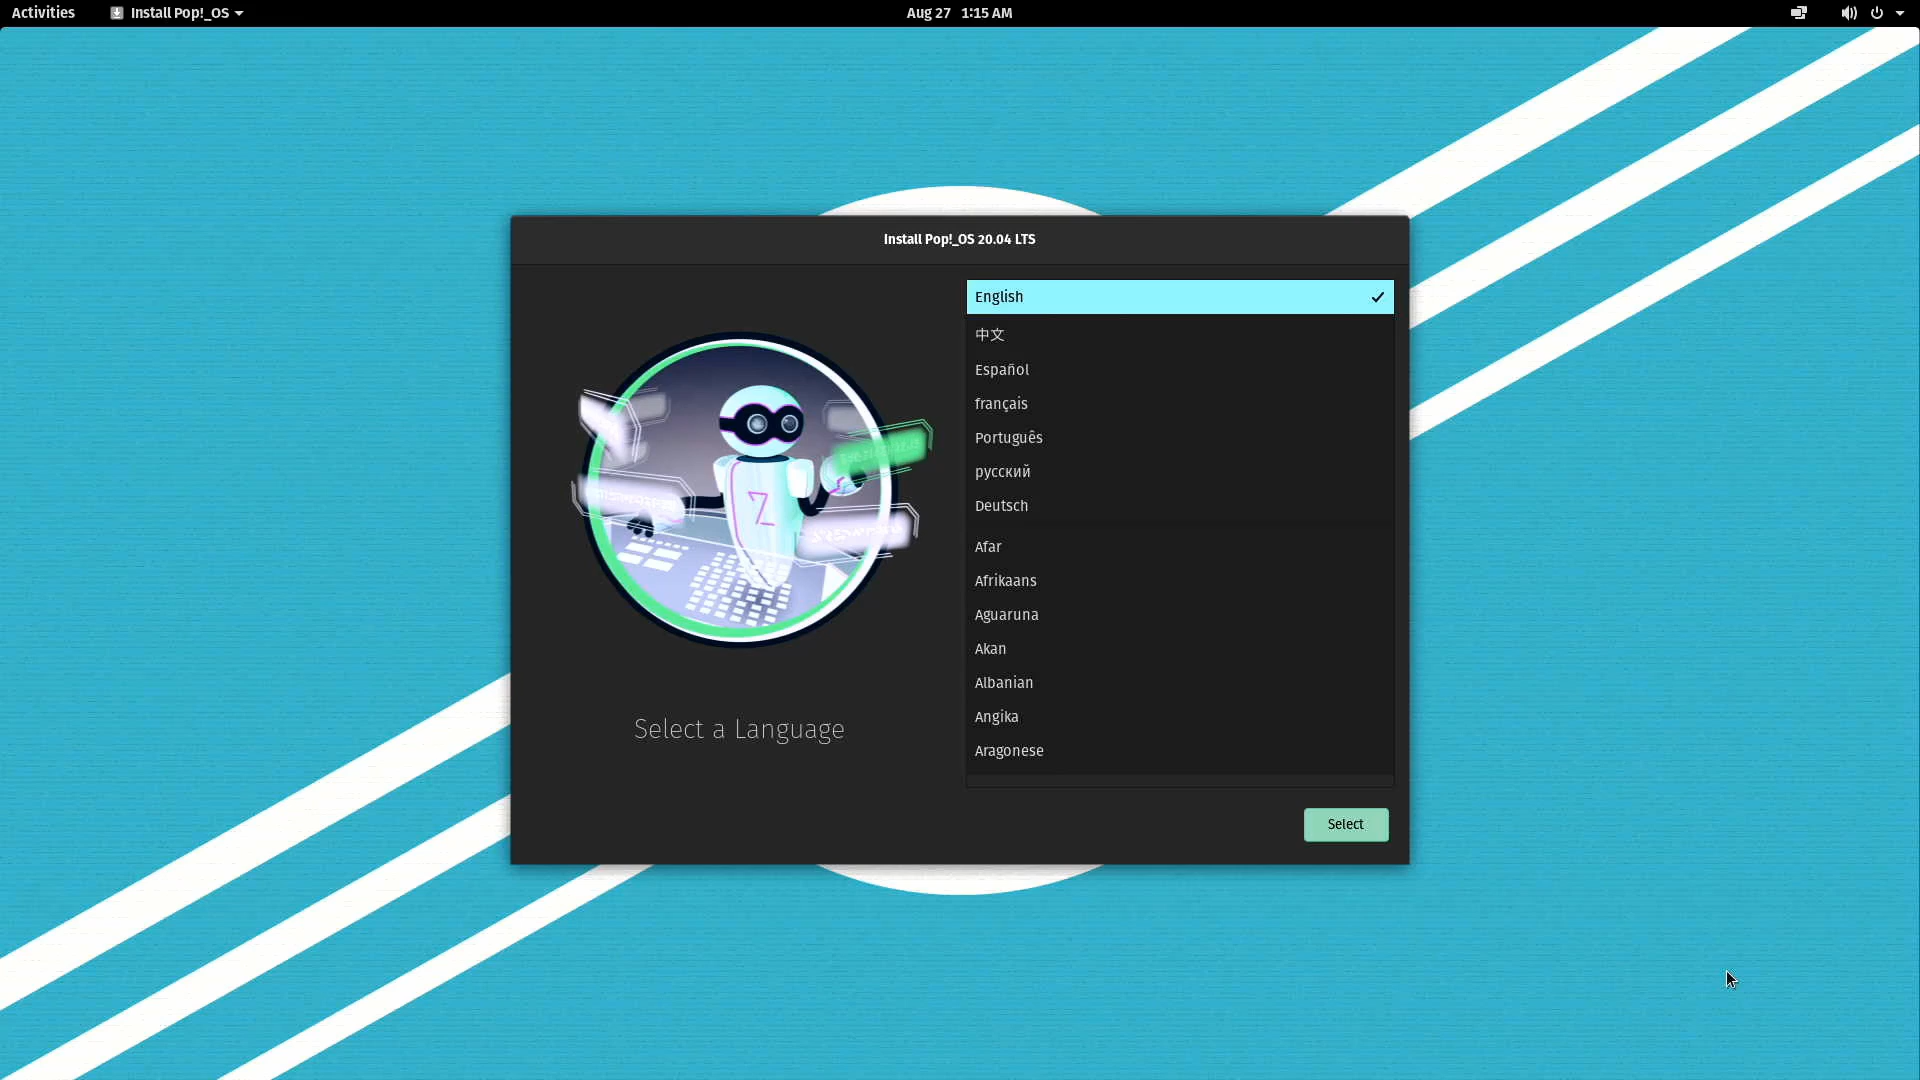 Activities
Install Pop!_OS
Aug 27 1:15 AM
Install Pop!_OS 20.04 LTS
English
中文
Español
français
Português
русский
Deutsch
Afar
Afrikaans
Aguaruna
Akan
Albanian
Angika
Aragonese
Select a Language
Select